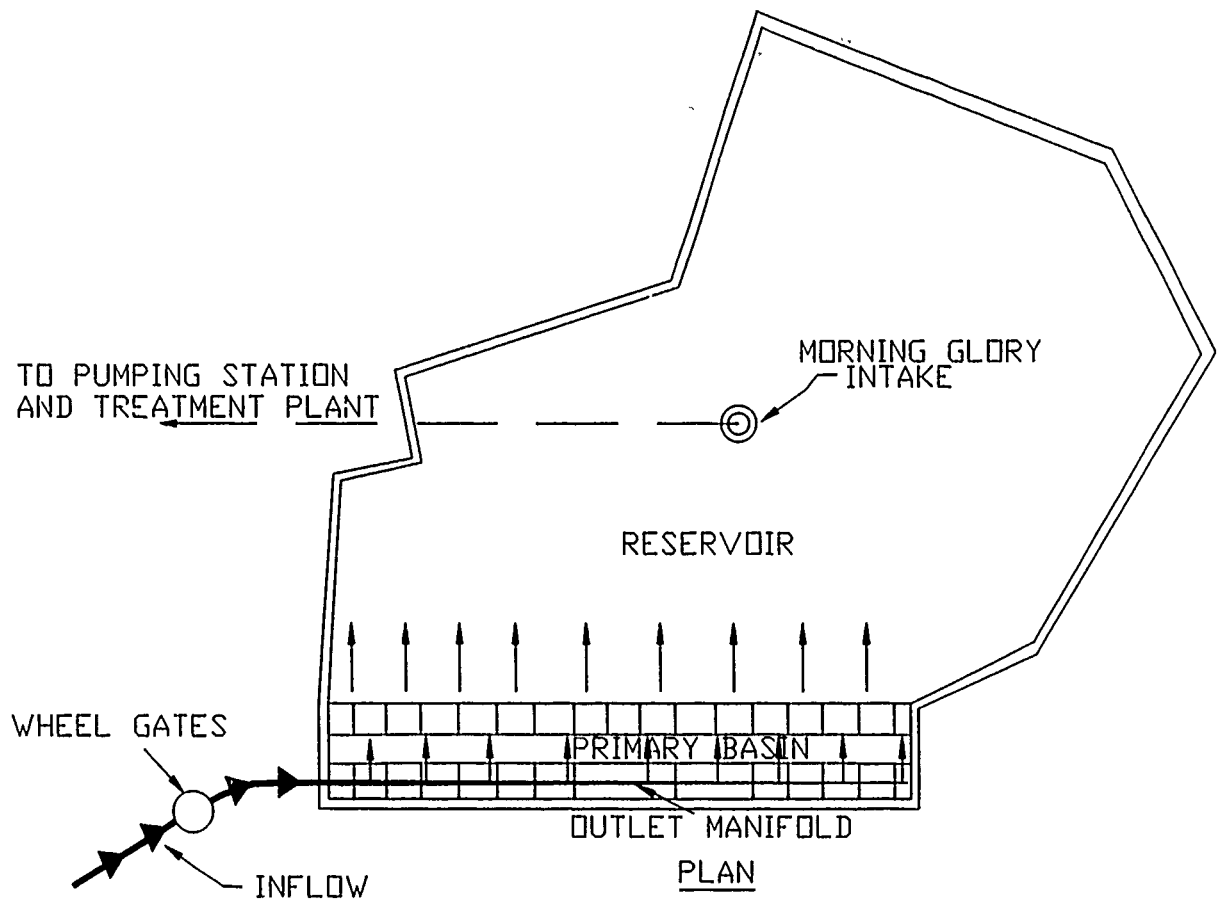 MORNING GLORY
INTAKE
TO PUMPING STATION
AND TREATMENT PLANT
RESERVOIR
WHEEL GATES
PRIMARY BASIN
OUTLET MANIFOLD
INFLOW
PLAN